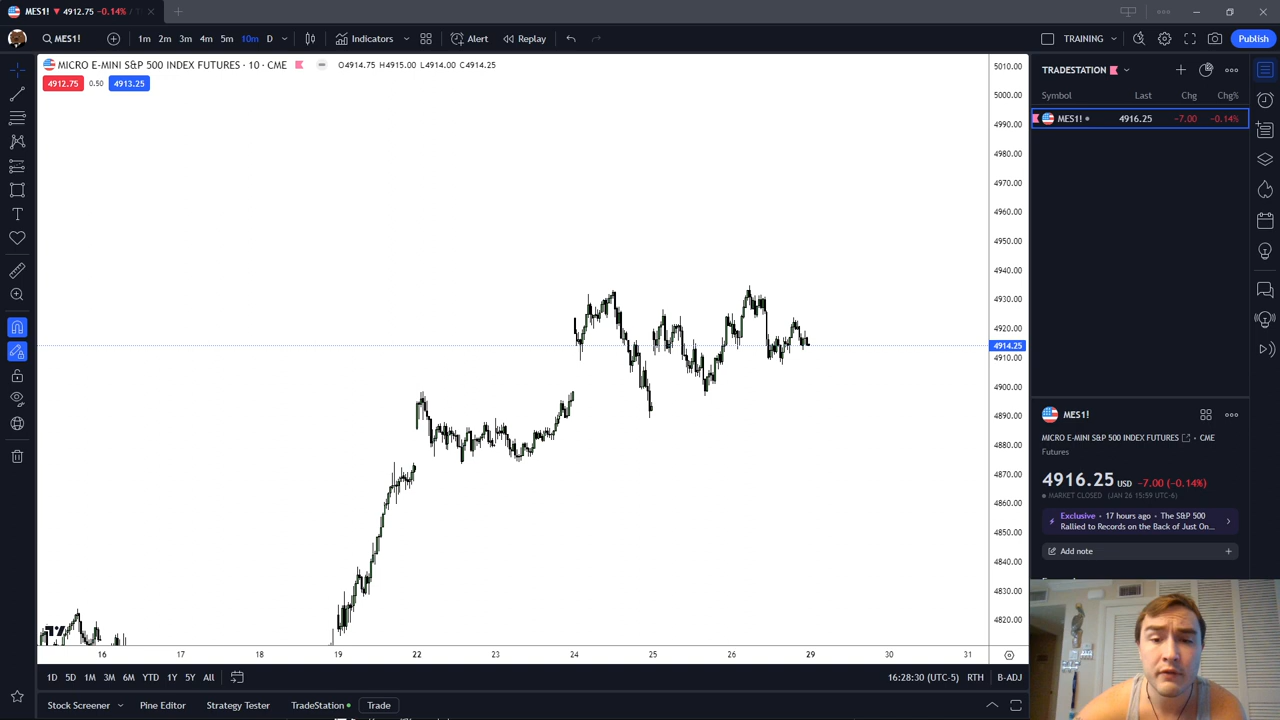 MES1! ▼ 4912.75 −0.14% /
MES1! 1m 2m 3m 4m 5m 10m D Indicators Alert Replay TRAINING Publish
MICRO E-MINI S&P 500 INDEX FUTURES · 10 · CME O4914.75 H4915.00 L4914.00 C4914.25
4912.75 0.50 4913.25
5010.00
5000.00
4990.00
4980.00
4970.00
4960.00
4950.00
4940.00
4930.00
4920.00
4914.25
4910.00
4900.00
4890.00
4880.00
4870.00
4860.00
4850.00
4840.00
4830.00
4820.00
16 17 18 19 22 23 24 25 26 29 30 31
1D 5D 1M 3M 6M YTD 1Y 5Y All 16:28:30 (UTC-5) RTH B-ADJ
Stock Screener Pine Editor Strategy Tester TradeStation Trade
TRADESTATION
Symbol Last Chg Chg%
MES1! 4916.25 −7.00 −0.14%
MES1!
MICRO E-MINI S&P 500 INDEX FUTURES · CME
Futures
4916.25 USD −7.00 (−0.14%)
MARKET CLOSED (JAN 26 15:59 UTC-6)
Exclusive · 17 hours ago · The S&P 500
Rallied to Records on the Back of Just On...
Add note